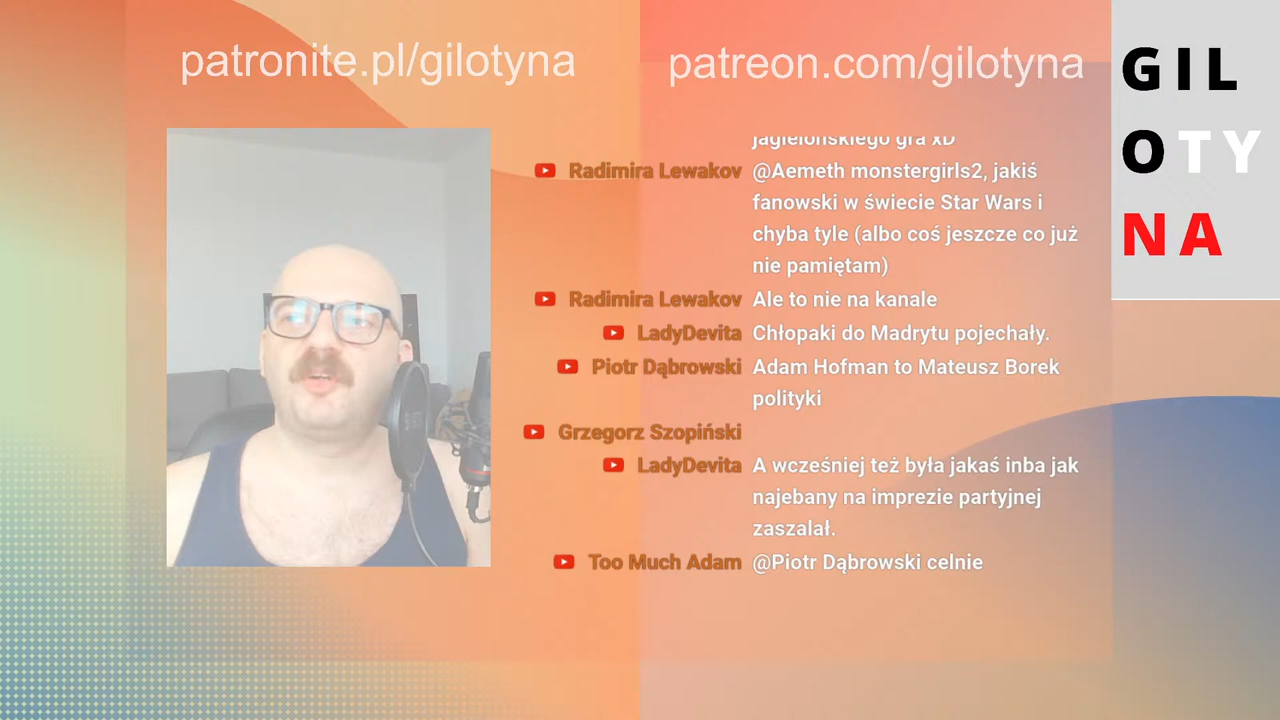 patronite.pl/gilotyna
patreon.com/gilotyna
GIL
OTY
NA
jagielońskiego gra xD
Radimira Lewakov @Aemeth monstergirls2, jakiś
fanowski w świecie Star Wars i
chyba tyle (albo coś jeszcze co już
nie pamiętam)
Radimira Lewakov Ale to nie na kanale
LadyDevita Chłopaki do Madrytu pojechały.
Piotr Dąbrowski Adam Hofman to Mateusz Borek
polityki
Grzegorz Szopiński
LadyDevita A wcześniej też była jakaś inba jak
najebany na imprezie partyjnej
zaszalał.
Too Much Adam @Piotr Dąbrowski celnie